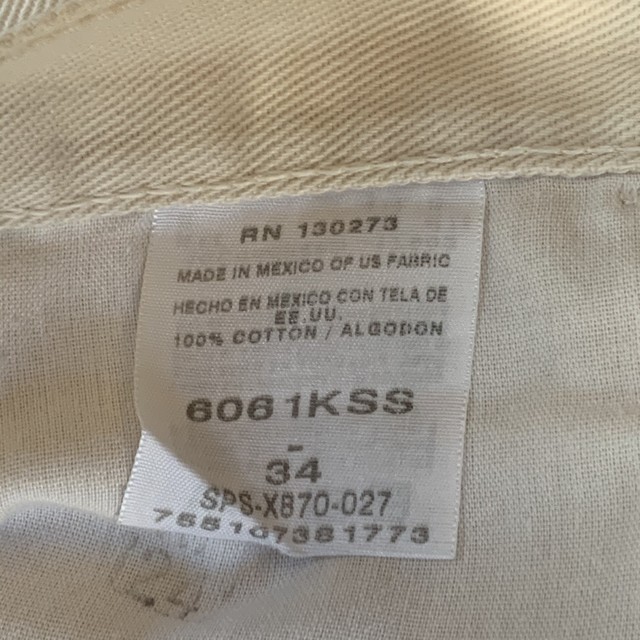 RN 130273
MADE IN MEXICO OF US FABRIC
HECHO EN MEXICO CON TELA DE
EE.UU.
100% COTTON / ALGODON
6061KSS
-
34
SPS-X870-027